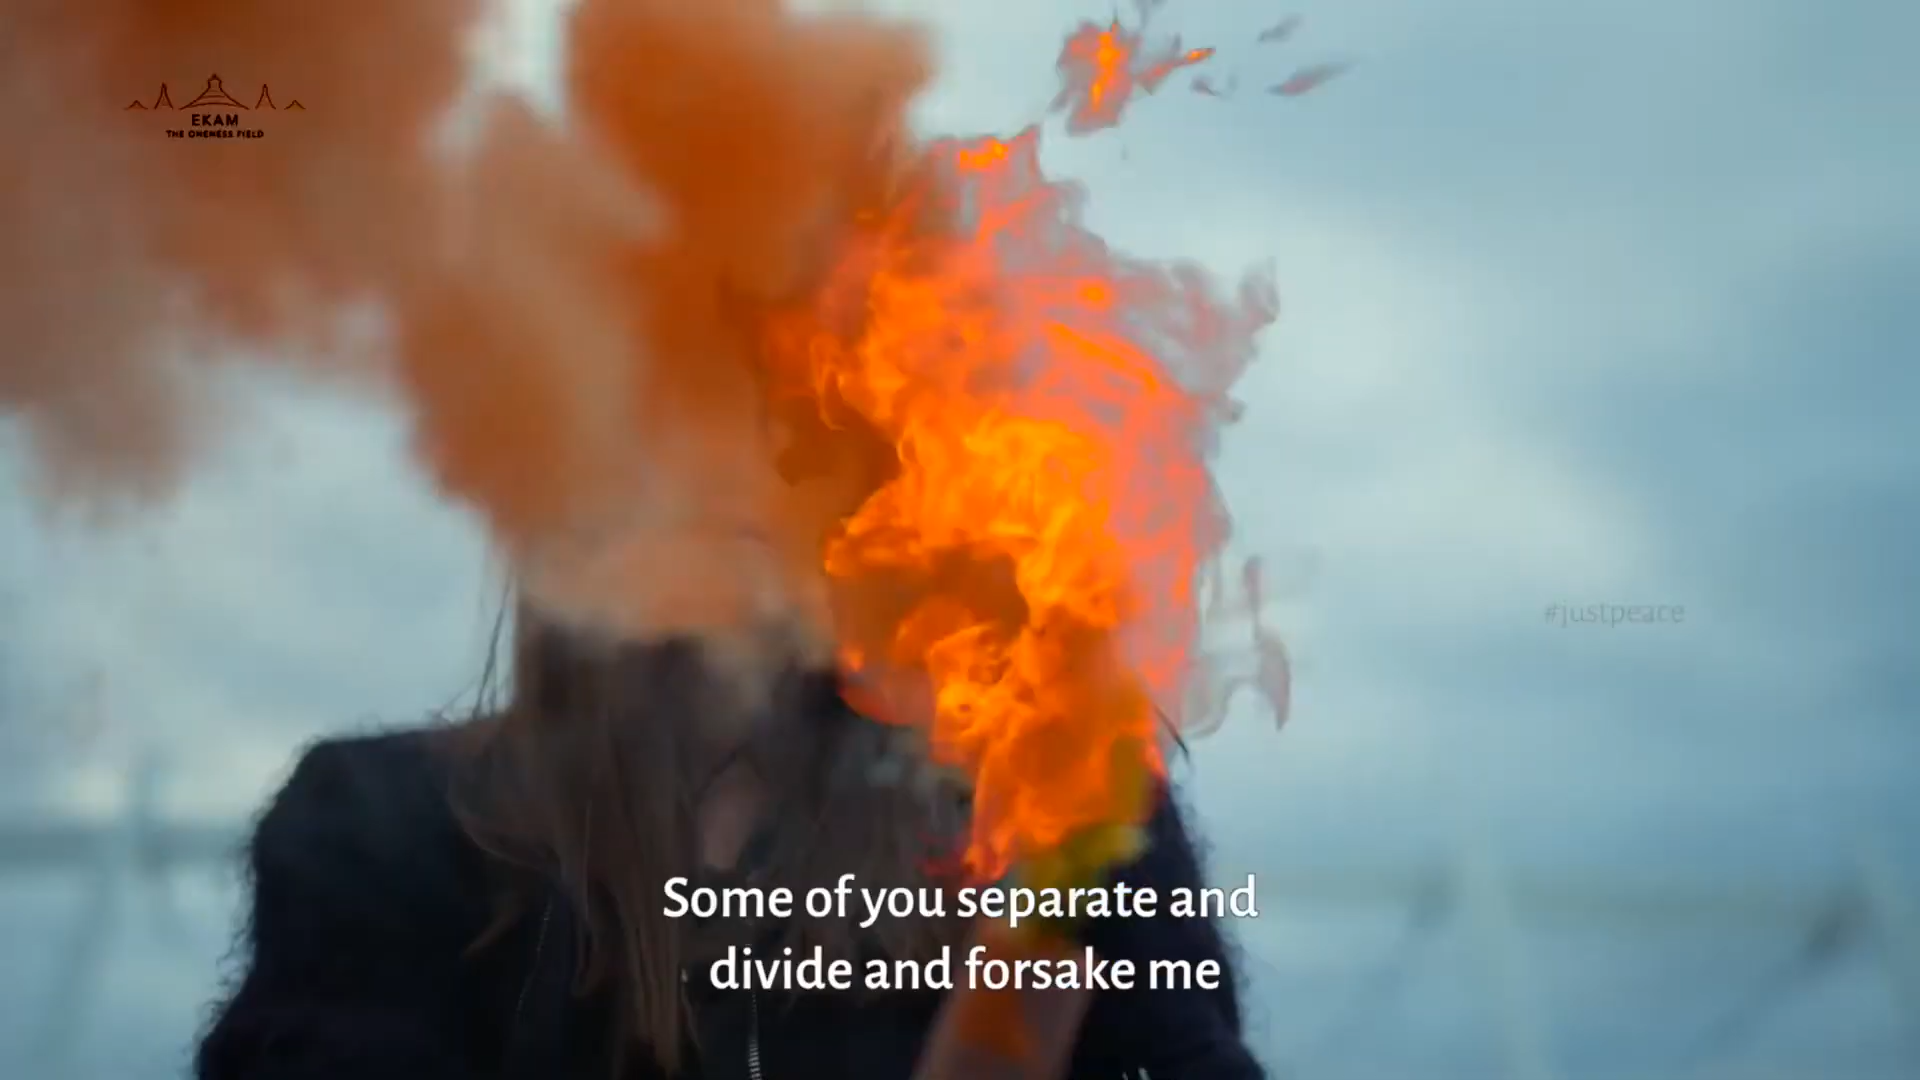 EKAM
THE ONENESS FIELD
#justpeace
Some of you separate and
divide and forsake me